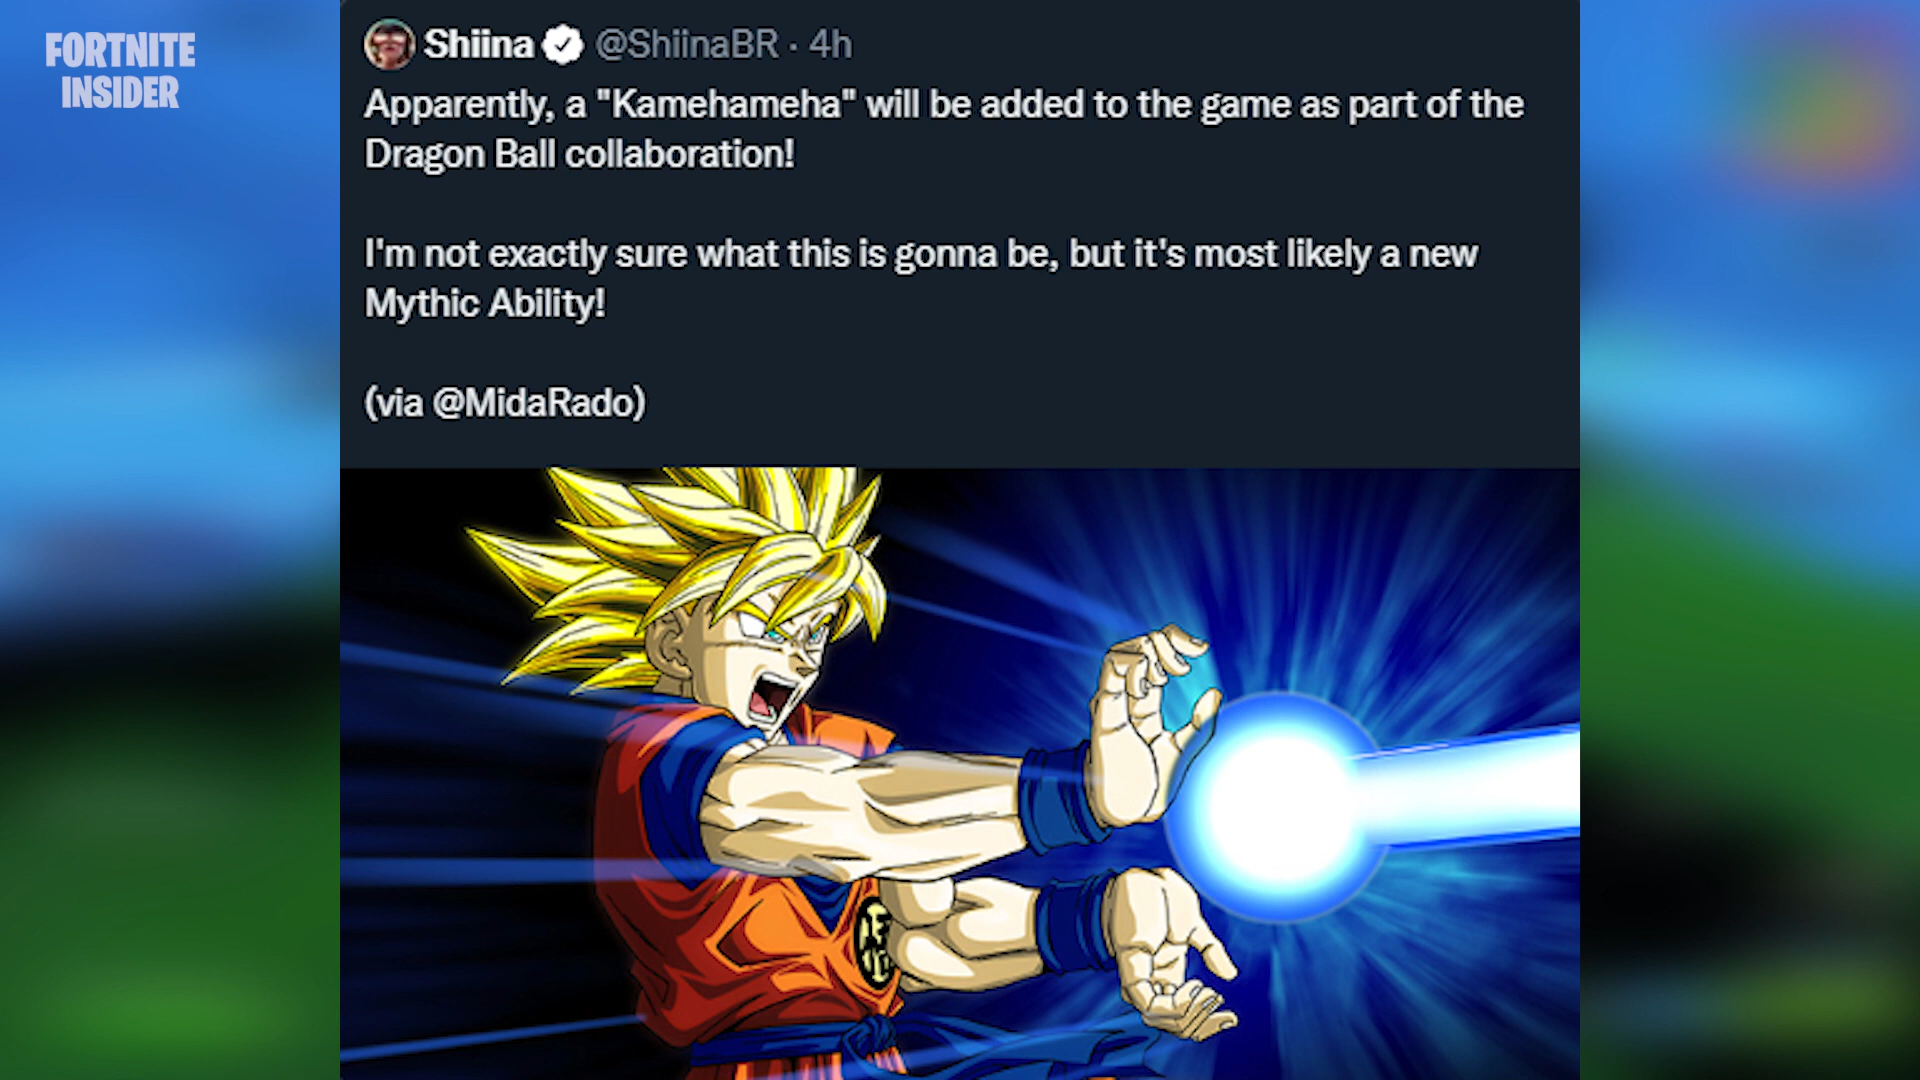 FORTNITE
INSIDER
Shiina @ShiinaBR · 4h
Apparently, a "Kamehameha" will be added to the game as part of the
Dragon Ball collaboration!
I'm not exactly sure what this is gonna be, but it's most likely a new
Mythic Ability!
(via @MidaRado)